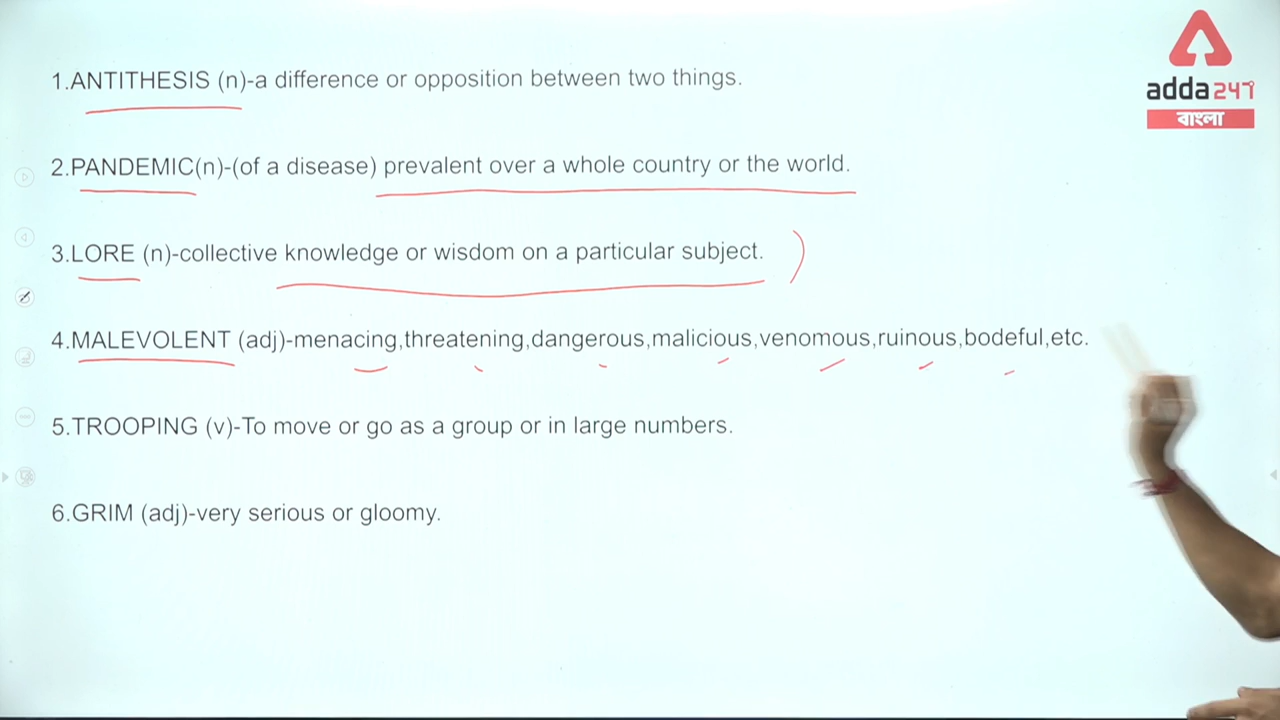 1.ANTITHESIS (n)-a difference or opposition between two things.
adda247
বাংলা
2.PANDEMIC(n)-(of a disease) prevalent over a whole country or the world.
3.LORE (n)-collective knowledge or wisdom on a particular subject.
4.MALEVOLENT (adj)-menacing,threatening,dangerous,malicious,venomous,ruinous,bodeful,etc.
5.TROOPING (v)-To move or go as a group or in large numbers.
6.GRIM (adj)-very serious or gloomy.